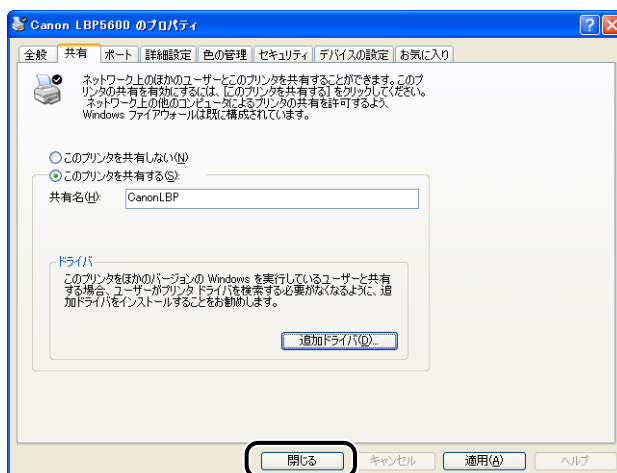 Canon LBP5600 のプロパティ
全般 共有 ポート 詳細設定 色の管理 セキュリティ デバイスの設定 お気に入り
ネットワーク上のほかのユーザーとこのプリンタを共有することができます。このプ
リンタの共有を有効にするには、[このプリンタを共有する] をクリックしてください。
ネットワーク上の他のコンピュータによるプリンタの共有を許可するよう、
Windows ファイアウォールは既に構成されています。
このプリンタを共有しない(N)
このプリンタを共有する(S):
共有名(H): CanonLBP
ドライバ
このプリンタをほかのバージョンの Windows を実行しているユーザーと共有
する場合、ユーザーがプリンタ ドライバを検索する必要がなくなるように、追
加ドライバをインストールすることをお勧めします。
追加ドライバ(D)...
閉じる キャンセル 適用(A) ヘルプ